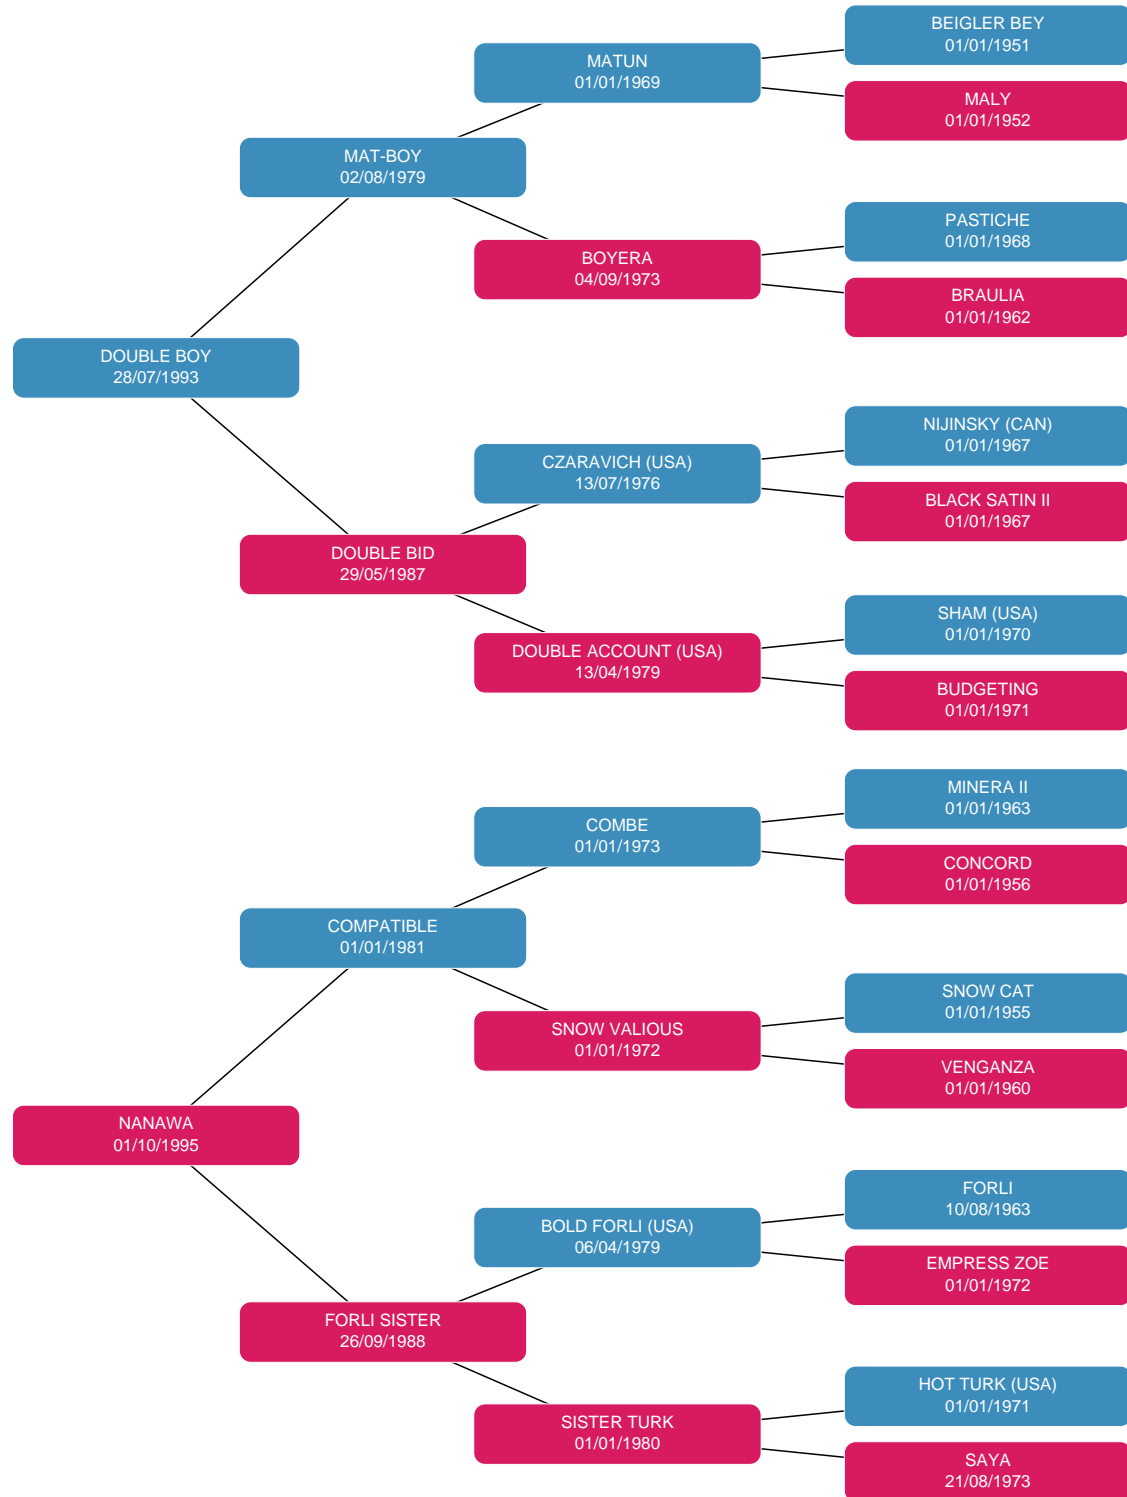 BEIGLER BEY
01/01/1951
MATUN
01/01/1969
MALY
01/01/1952
MAT-BOY
02/08/1979
PASTICHE
01/01/1968
BOYERA
04/09/1973
BRAULIA
01/01/1962
DOUBLE BOY
28/07/1993
NIJINSKY (CAN)
01/01/1967
CZARAVICH (USA)
13/07/1976
BLACK SATIN II
01/01/1967
DOUBLE BID
29/05/1987
SHAM (USA)
01/01/1970
DOUBLE ACCOUNT (USA)
13/04/1979
BUDGETING
01/01/1971
MINERA II
01/01/1963
COMBE
01/01/1973
CONCORD
01/01/1956
COMPATIBLE
01/01/1981
SNOW CAT
01/01/1955
SNOW VALIOUS
01/01/1972
VENGANZA
01/01/1960
NANAWA
01/10/1995
FORLI
10/08/1963
BOLD FORLI (USA)
06/04/1979
EMPRESS ZOE
01/01/1972
FORLI SISTER
26/09/1988
HOT TURK (USA)
01/01/1971
SISTER TURK
01/01/1980
SAYA
21/08/1973